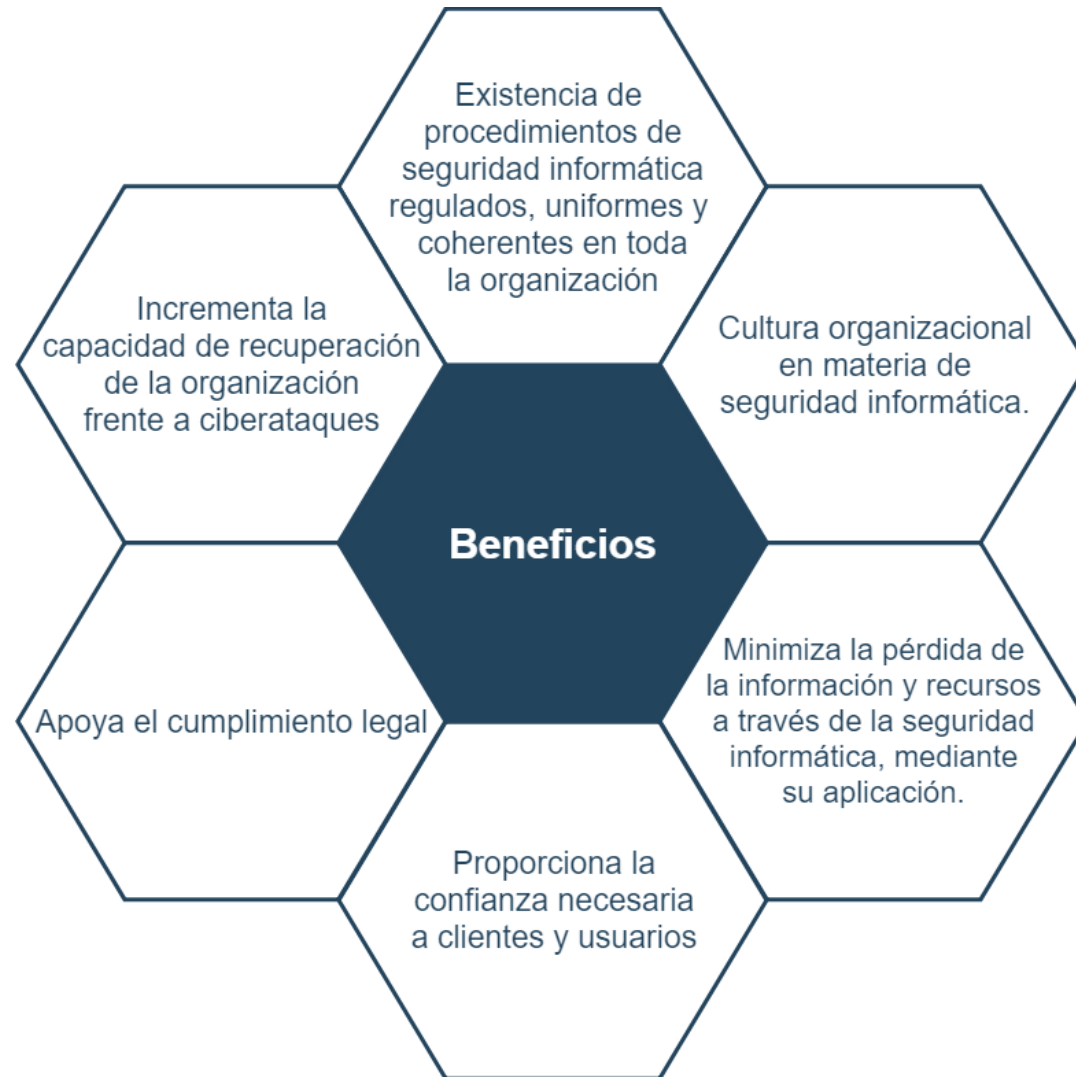 Existencia de
procedimientos de
seguridad informática
regulados, uniformes y
coherentes en toda
la organización
Incrementa la
capacidad de recuperación
de la organización
frente a ciberataques
Cultura organizacional
en materia de
seguridad informática.
Beneficios
Apoya el cumplimiento legal
Minimiza la pérdida de
la información y recursos
a través de la seguridad
informática, mediante
su aplicación.
Proporciona la
confianza necesaria
a clientes y usuarios